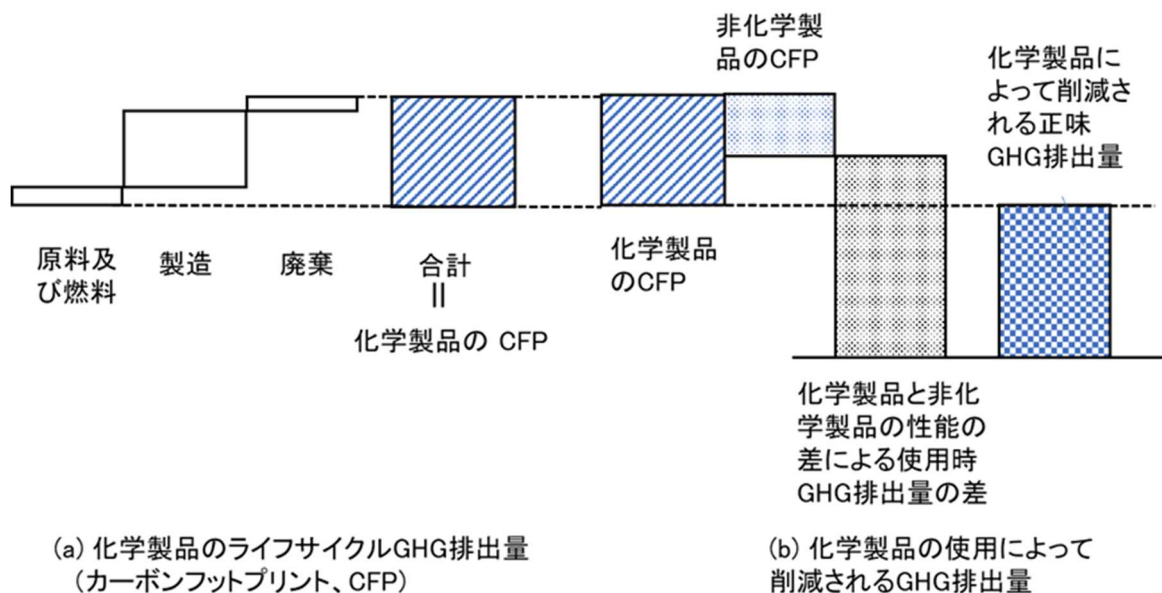 非化学製
品のCFP
化学製品に
よって削減さ
れる正味
GHG排出量
原料及
び燃料
製造
廃棄
合計
=
化学製品の CFP
化学製品
のCFP
化学製品と非化
学製品の性能の
差による使用時
GHG排出量の差
(a) 化学製品のライフサイクルGHG排出量
(カーボンフットプリント、CFP)
(b) 化学製品の使用によって
削減されるGHG排出量